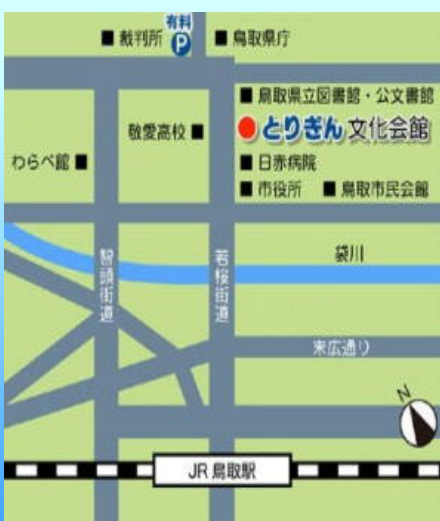 有料
P
■ 裁判所
■ 鳥取県庁
■ 鳥取県立図書館・公文書館
敬愛高校 ■
● とりぎん文化会館
わらべ館 ■
■ 日赤病院
■ 市役所 ■ 鳥取市民会館
智頭街道
若桜街道
袋川
末広通り
N
JR 鳥取駅